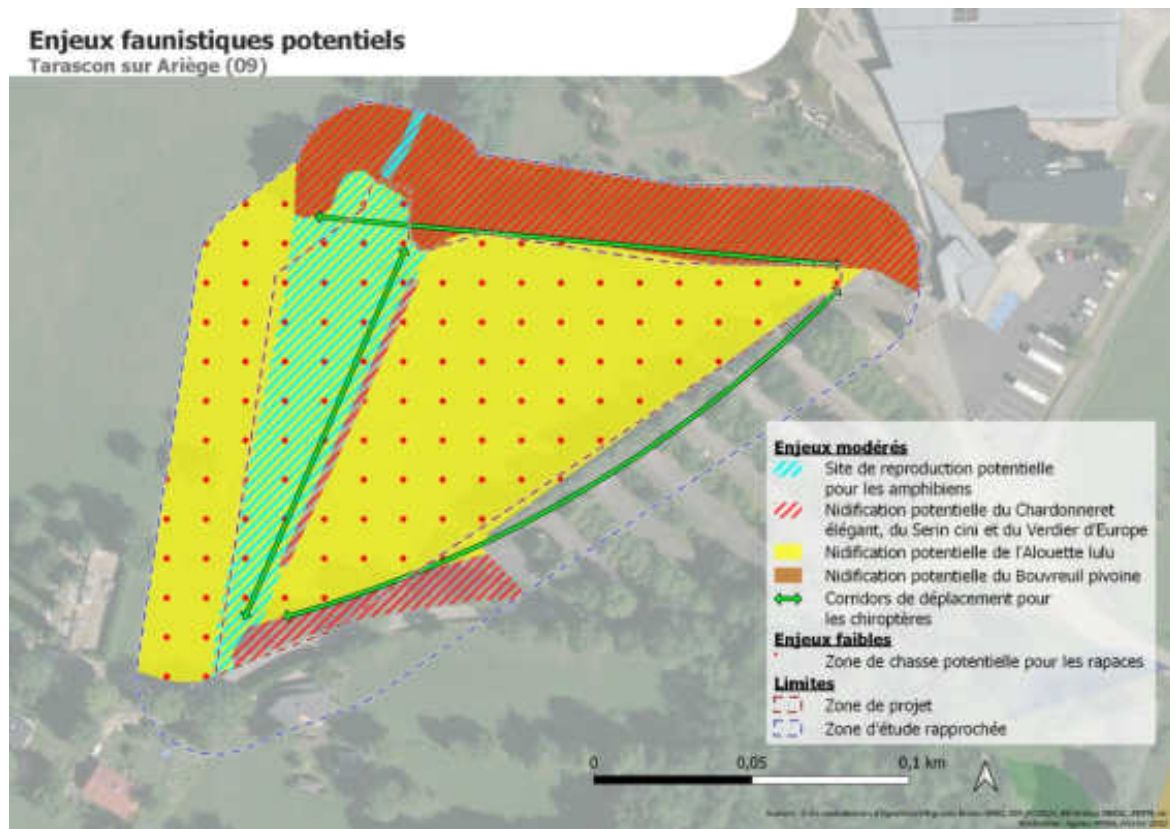 Enjeux faunistiques potentiels
Tarascon sur Ariège (09)
Enjeux modérés
Site de reproduction potentielle
pour les amphibiens
Nidification potentielle du Chardonneret
élégant, du Serin cini et du Verdier d'Europe
Nidification potentielle de l'Alouette lulu
Nidification potentielle du Bouvreuil pivoine
Corridors de déplacement pour
les chiroptères
Enjeux faibles
Zone de chasse potentielle pour les rapaces
Limites
Zone de projet
Zone d'étude rapprochée
0 0,05 0,1 km